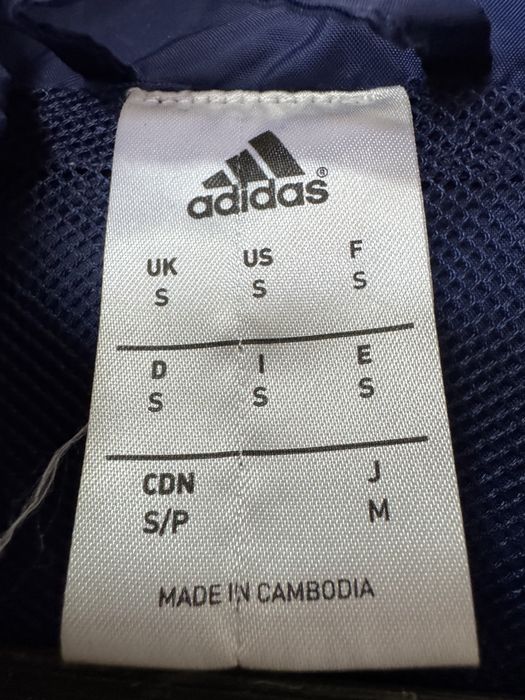 adidas®
UK US F
S S S
D I E
S S S
CDN J
S/P M
MADE IN CAMBODIA